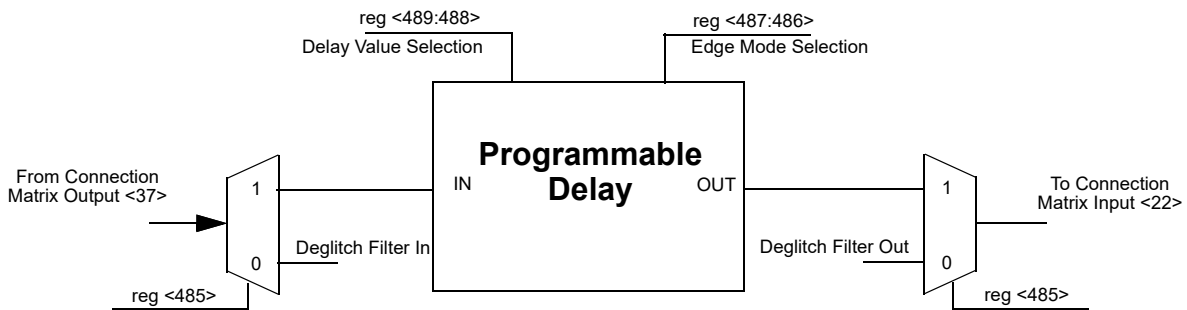 reg <489:488>
Delay Value Selection
reg <487:486>
Edge Mode Selection
Programmable
Delay
IN
OUT
From Connection
Matrix Output <37>
1
0
Deglitch Filter In
reg <485>
Deglitch Filter Out
1
0
To Connection
Matrix Input <22>
reg <485>